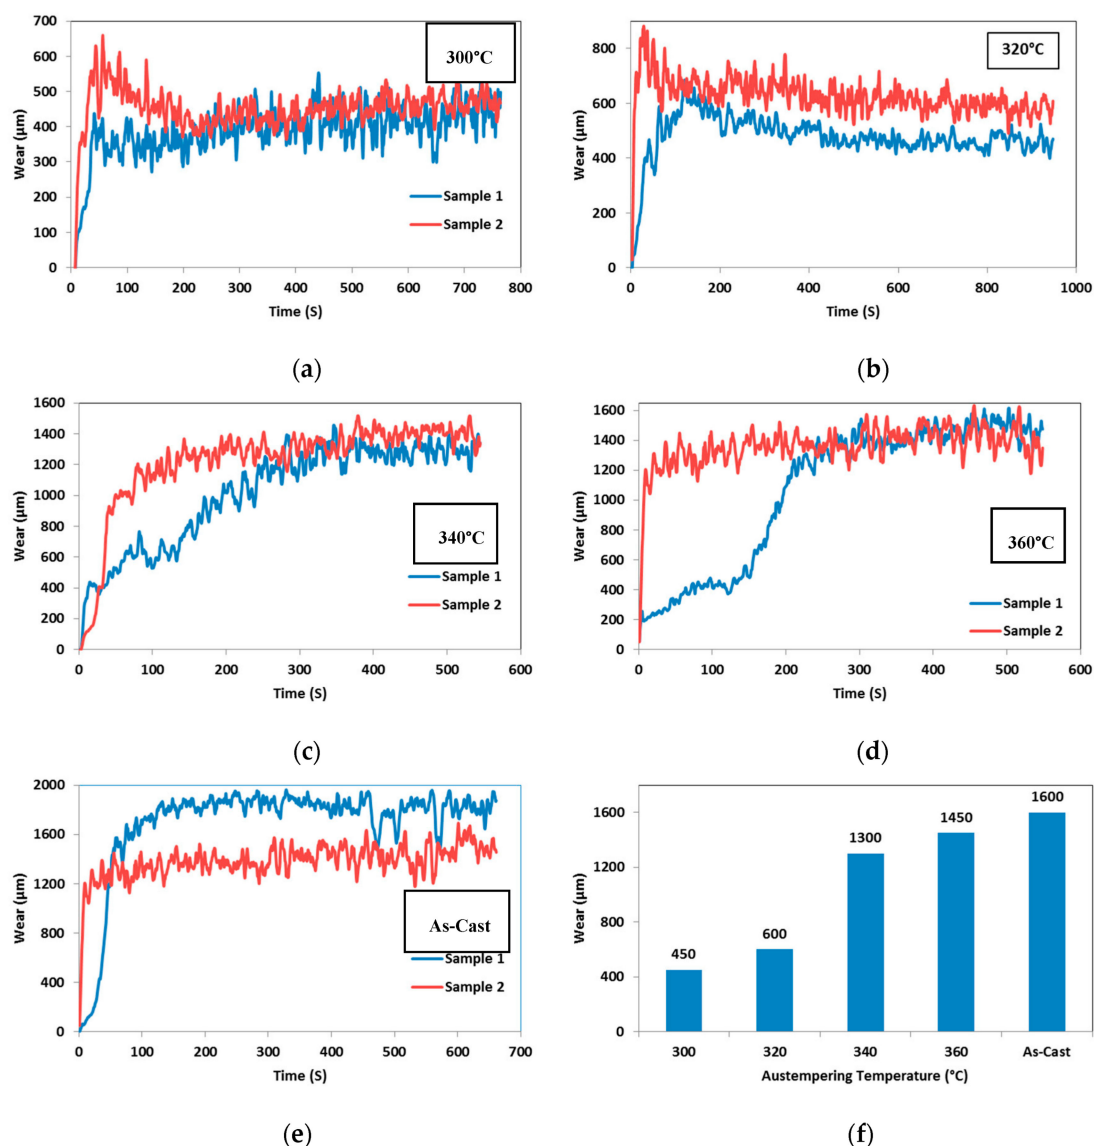 700
600
500
400
300
200
100
0
Wear (µm)
300°C
Sample 1
Sample 2
0 100 200 300 400 500 600 700 800
Time (S)
(a)
800
600
400
200
0
Wear (µm)
320°C
0 200 400 600 800 1000
Time (S)
(b)
1600
1400
1200
1000
800
600
400
200
0
Wear (µm)
340°C
Sample 1
Sample 2
0 100 200 300 400 500 600
Time (S)
(c)
1600
1400
1200
1000
800
600
400
200
0
Wear (µm)
360°C
Sample 1
Sample 2
0 100 200 300 400 500 600
Time (S)
(d)
2000
1600
1200
800
400
0
Wear (µm)
As-Cast
Sample 1
Sample 2
0 100 200 300 400 500 600 700
Time (S)
(e)
1600
1200
800
400
0
Wear (µm)
450
600
1300
1450
1600
300 320 340 360 As-Cast
Austempering Temperature (°C)
(f)